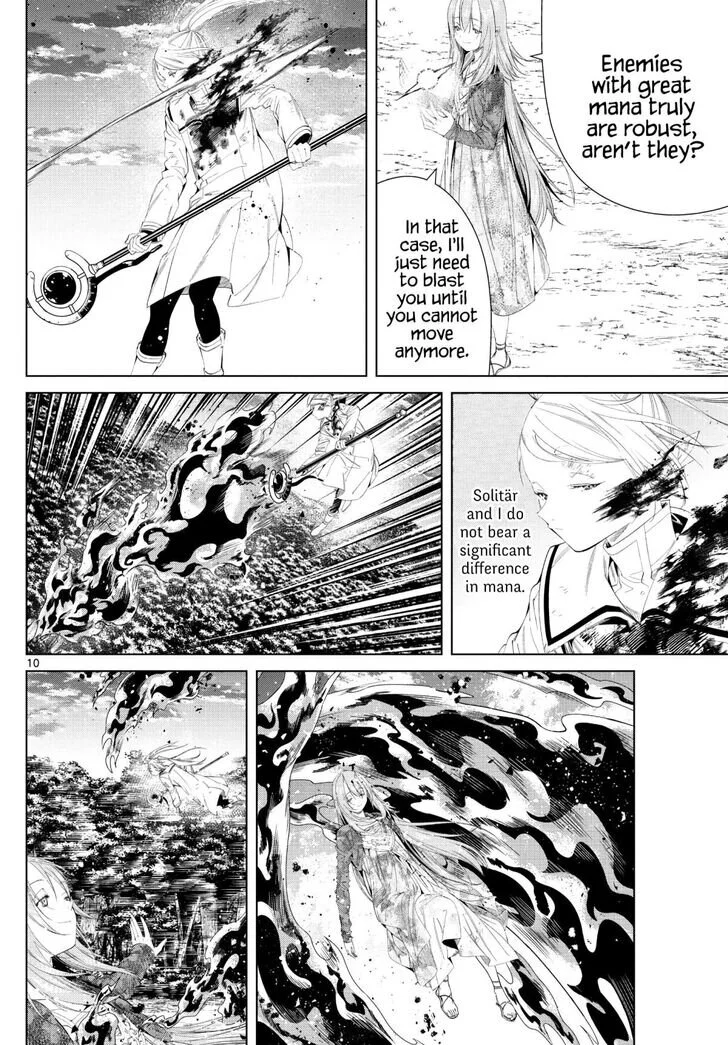 Enemies
with great
mana truly
are robust,
aren't they?
In that
case, I'll
just need
to blast
you until
you cannot
move
anymore.
Solitär
and I do
not bear a
significant
difference
in mana.
10